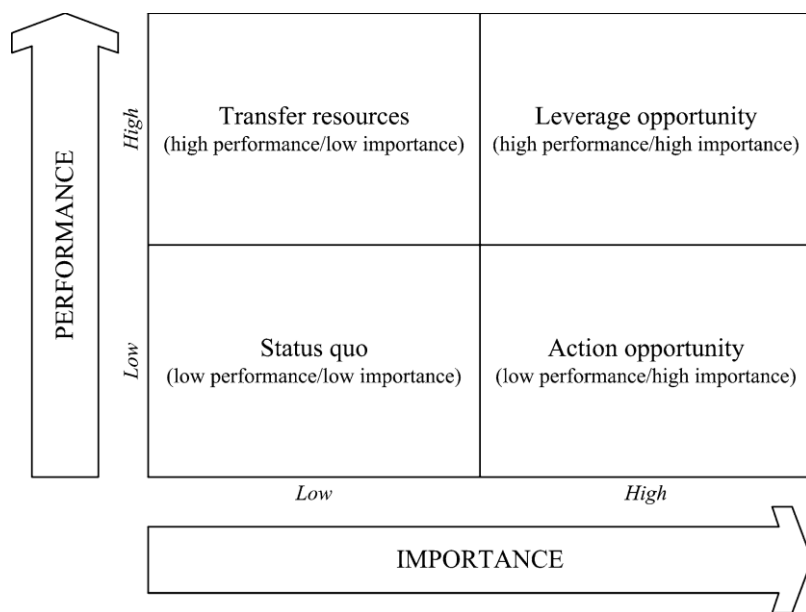 PERFORMANCE
High
Low
Transfer resources
(high performance/low importance)
Leverage opportunity
(high performance/high importance)
Status quo
(low performance/low importance)
Action opportunity
(low performance/high importance)
Low
High
IMPORTANCE